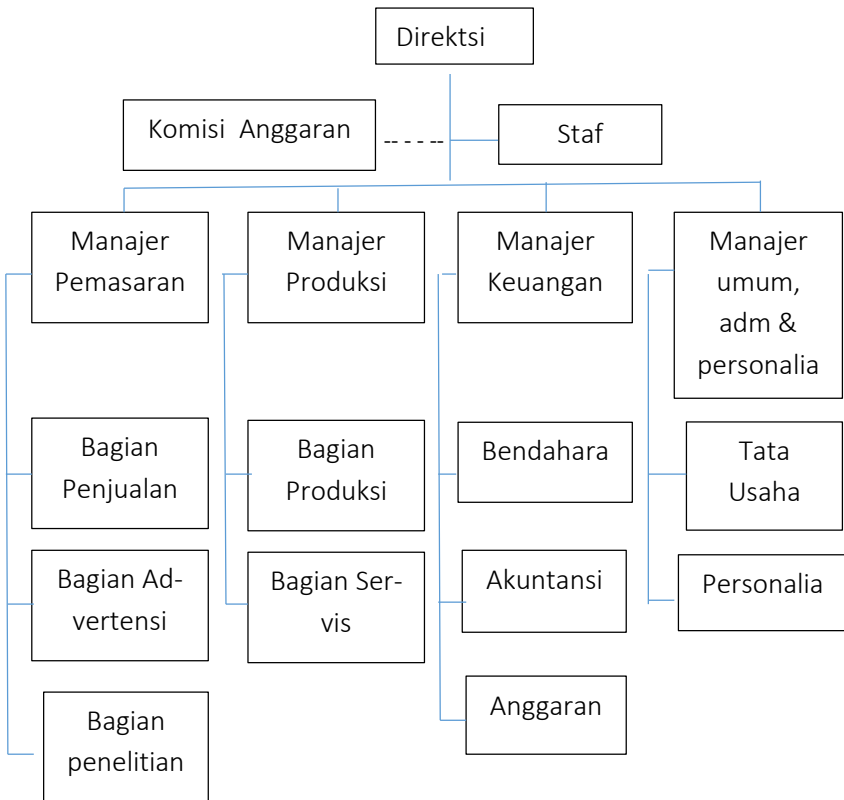 Direktsi
Komisi Anggaran
Staf
Manajer
Pemasaran
Manajer
Produksi
Manajer
Keuangan
Manajer
umum,
adm &
personalia
Bagian
Penjualan
Bagian
Produksi
Bendahara
Tata
Usaha
Bagian Ad-
vertensi
Bagian Ser-
vis
Akuntansi
Personalia
Bagian
penelitian
Anggaran